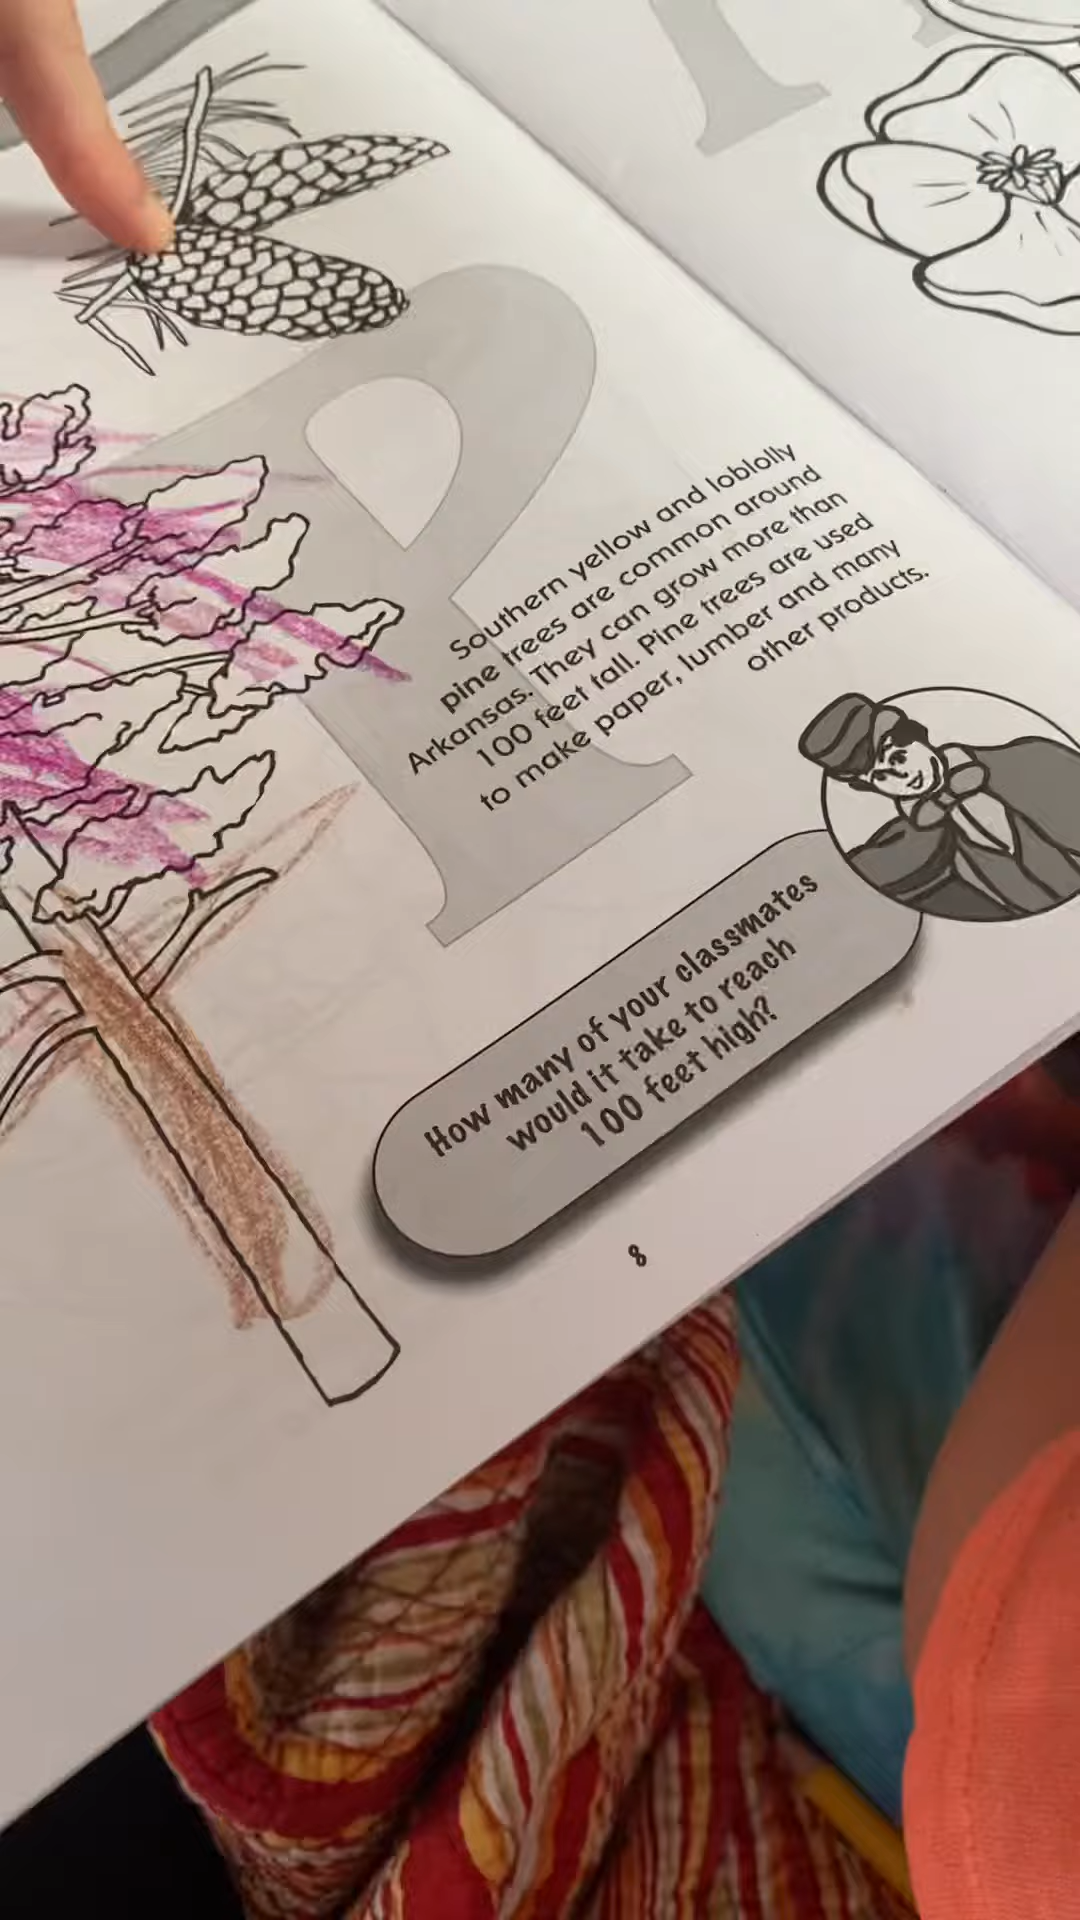 Southern yellow and loblolly
pine trees are common around
Arkansas. They can grow more than
100 feet tall. Pine trees are used
to make paper, lumber and many
other products.
How many of your classmates
would it take to reach
100 feet high?
8